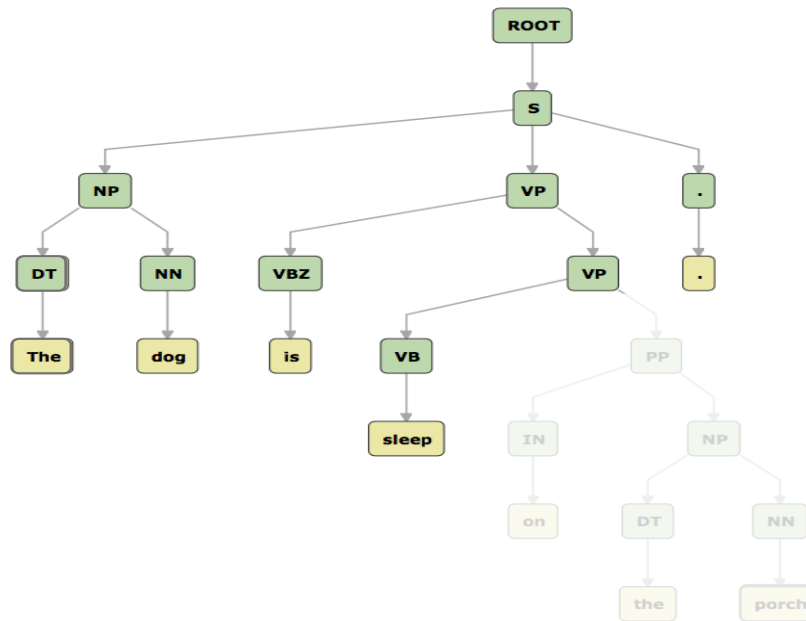 ROOT
S
NP VP .
DT NN VBZ VP .
The dog is VB PP
sleep IN NP
on DT NN
the porch